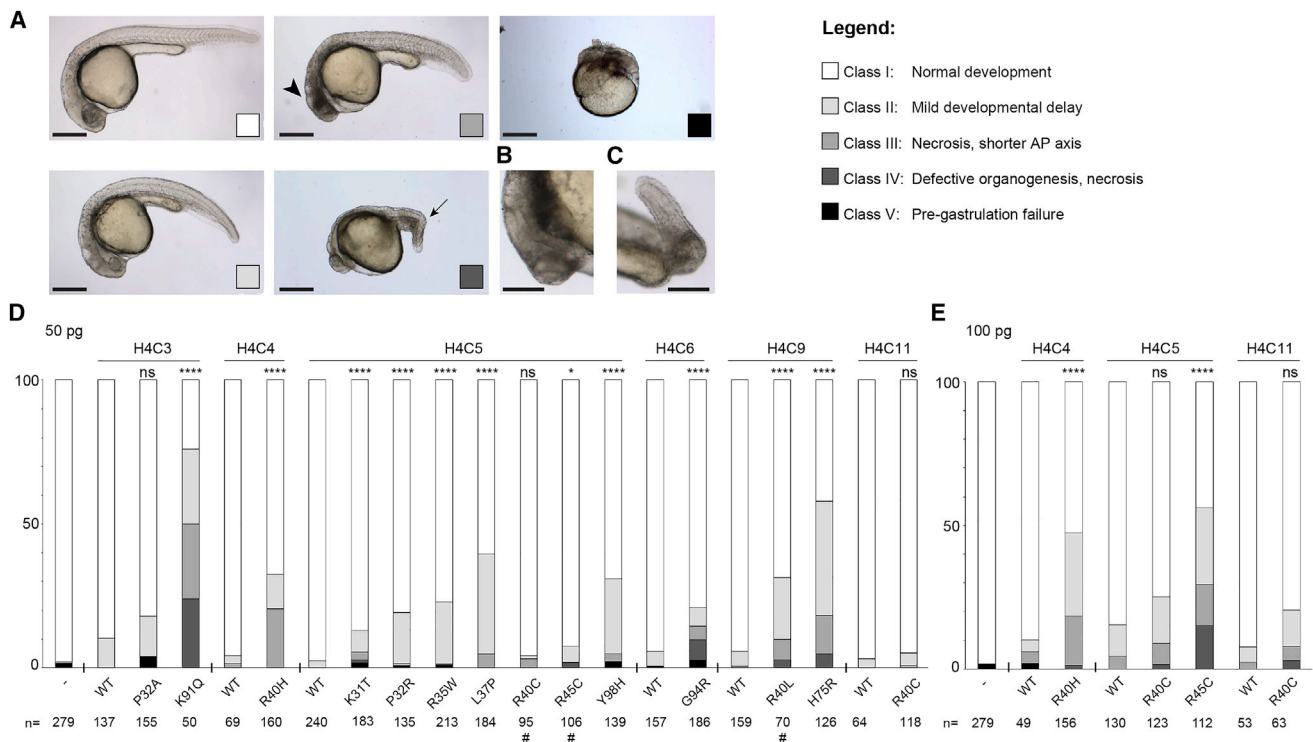 A
B
C
Legend:
Class I: Normal development
Class II: Mild developmental delay
Class III: Necrosis, shorter AP axis
Class IV: Defective organogenesis, necrosis
Class V: Pre-gastrulation failure
D
50 pg
H4C3 H4C4 H4C5 H4C6 H4C9 H4C11
ns **** **** **** **** **** **** ns * **** **** **** **** ns
100
50
0
- WT P32A K91Q WT R40H WT K31T P32R R35W L37P R40C R45C Y98H WT G94R WT R40L H75R WT R40C
n= 279 137 155 50 69 160 240 183 135 213 184 95 106 139 157 186 159 70 126 64 118
# # #
E
100 pg
H4C4 H4C5 H4C11
**** ns **** ns
100
50
0
- WT R40H WT R40C R45C WT R40C
n= 279 49 156 130 123 112 53 63